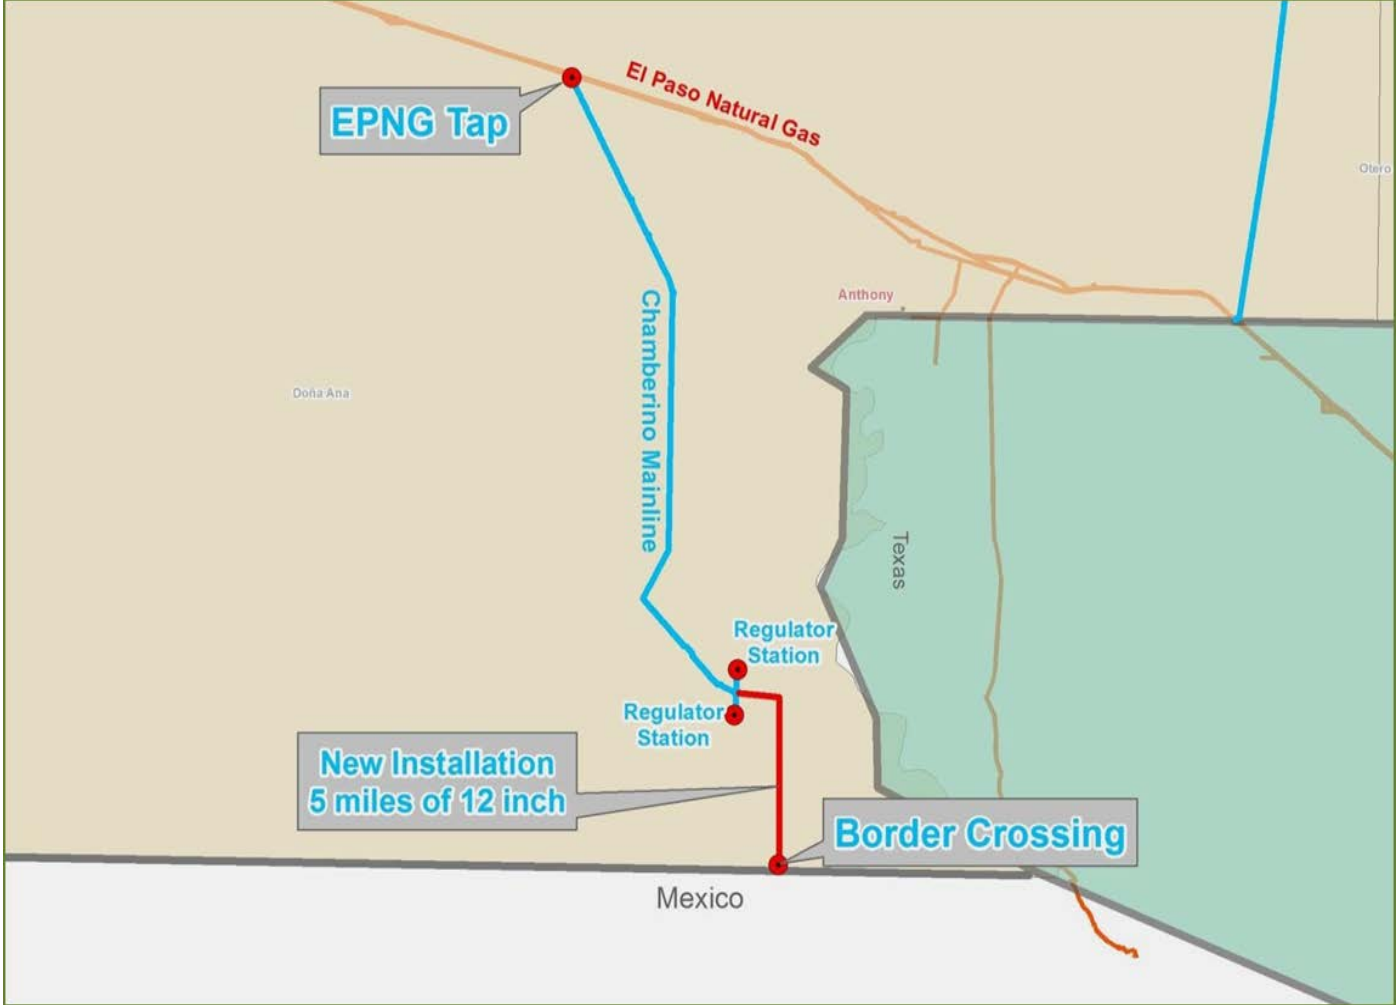 El Paso Natural Gas
EPNG Tap
Otero
Anthony
Chamberino Mainline
Doña Ana
Texas
Regulator
Station
Regulator
Station
New Installation
5 miles of 12 inch
Border Crossing
Mexico